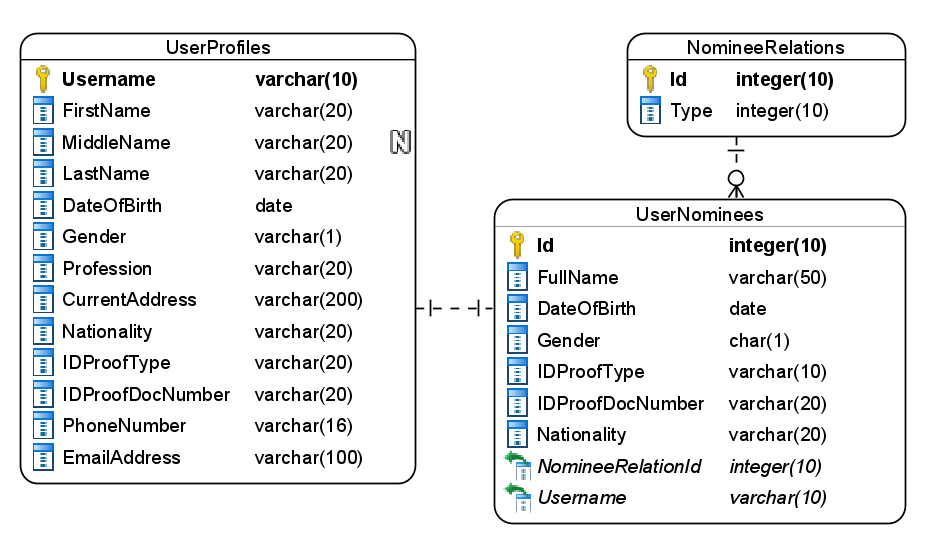 UserProfiles
Username varchar(10)
FirstName varchar(20)
MiddleName varchar(20) N
LastName varchar(20)
DateOfBirth date
Gender varchar(1)
Profession varchar(20)
CurrentAddress varchar(200)
Nationality varchar(20)
IDProofType varchar(20)
IDProofDocNumber varchar(20)
PhoneNumber varchar(16)
EmailAddress varchar(100)
NomineeRelations
Id integer(10)
Type integer(10)
UserNominees
Id integer(10)
FullName varchar(50)
DateOfBirth date
Gender char(1)
IDProofType varchar(10)
IDProofDocNumber varchar(20)
Nationality varchar(20)
NomineeRelationId integer(10)
Username varchar(10)